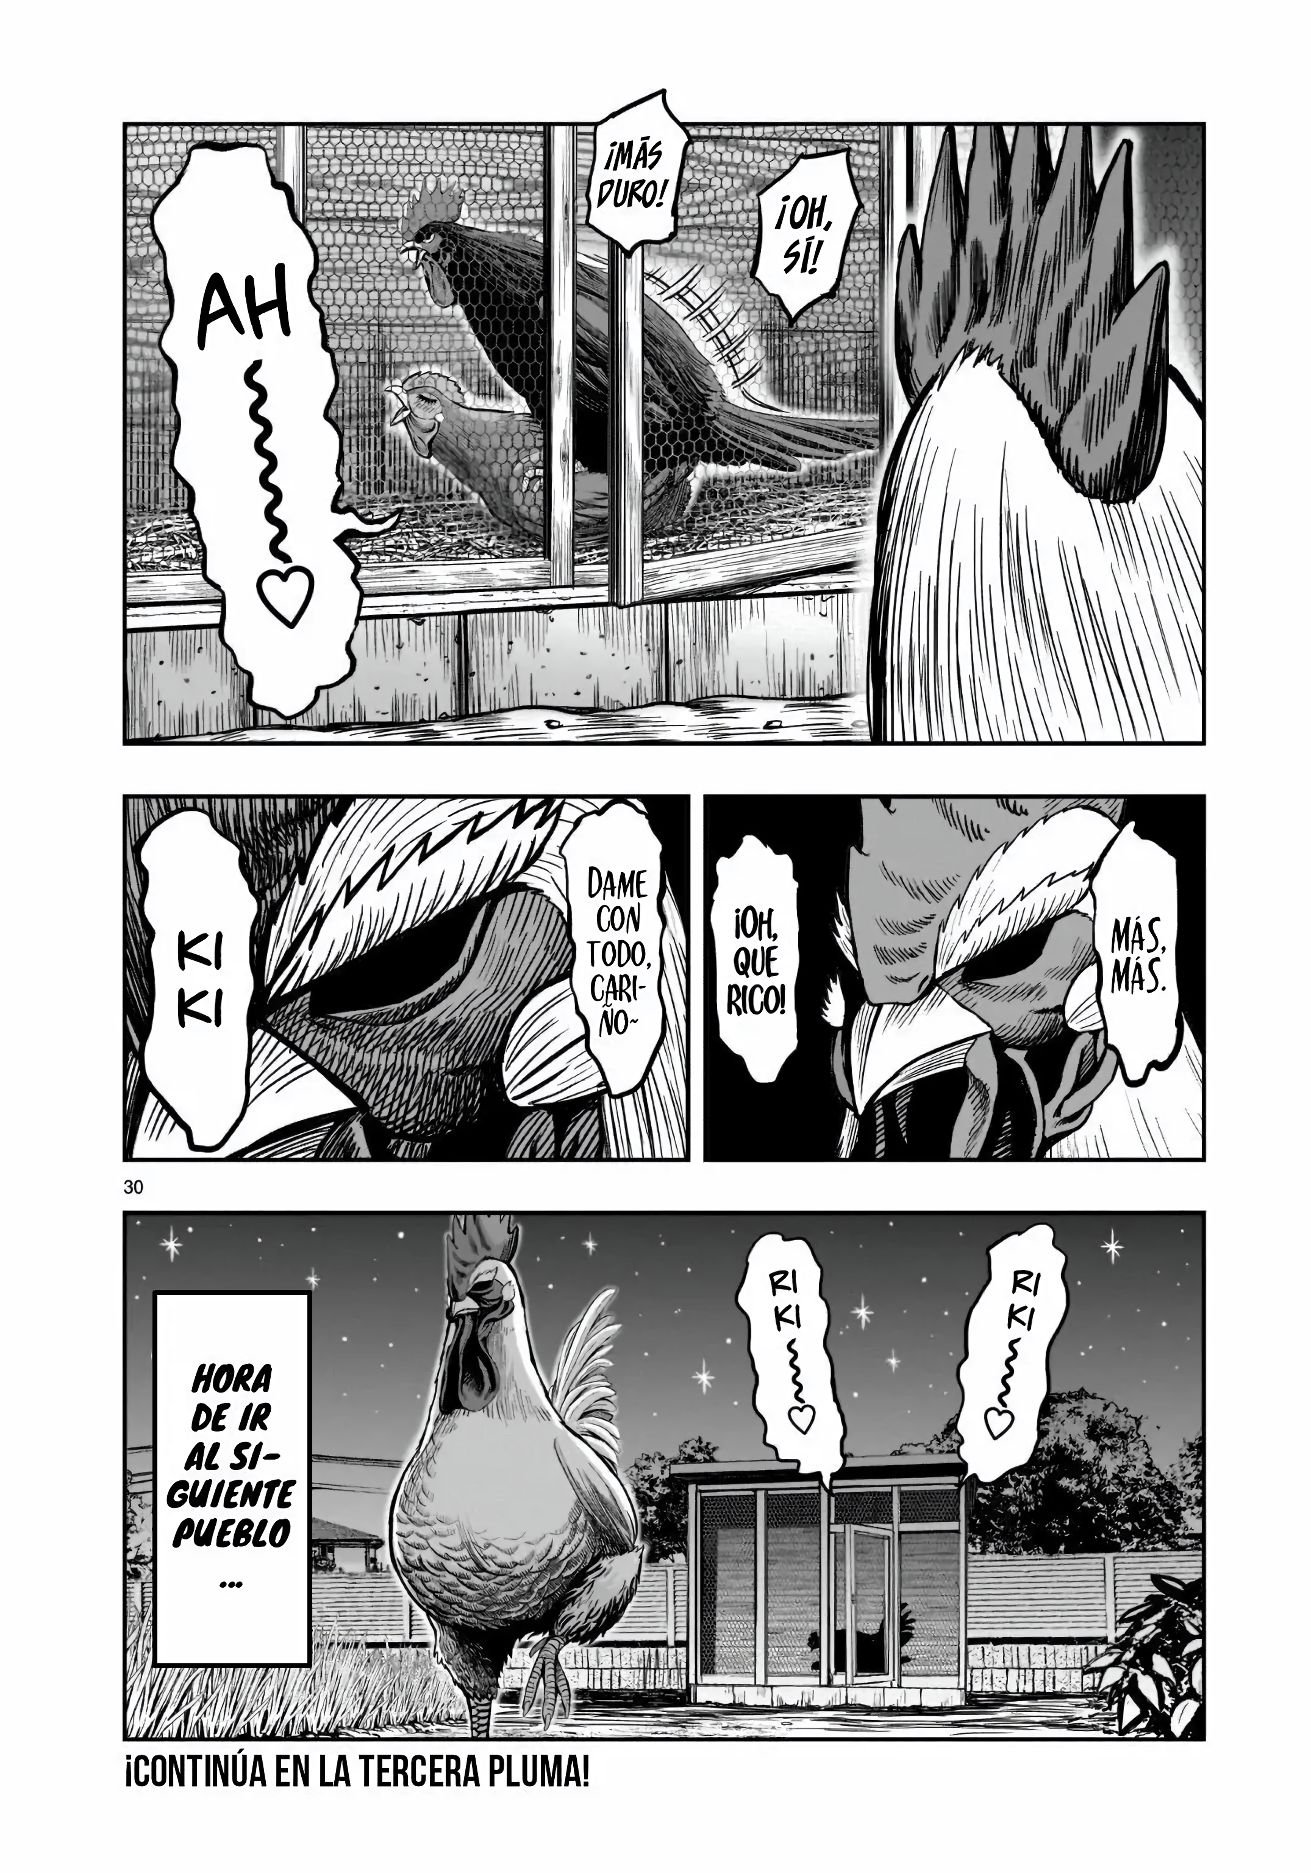 ¡OH,
SÍ!
¡MÁS
DURO!
AH
MÁS,
MÁS.
¡OH,
QUE
RICO!
DAME
CON
TODO,
CARI-
ÑO~
KI
KI
30
RI
KI
RI
KI
HORA
DE IR
AL SI-
GUIENTE
PUEBLO
...
¡CONTINÚA EN LA TERCERA PLUMA!